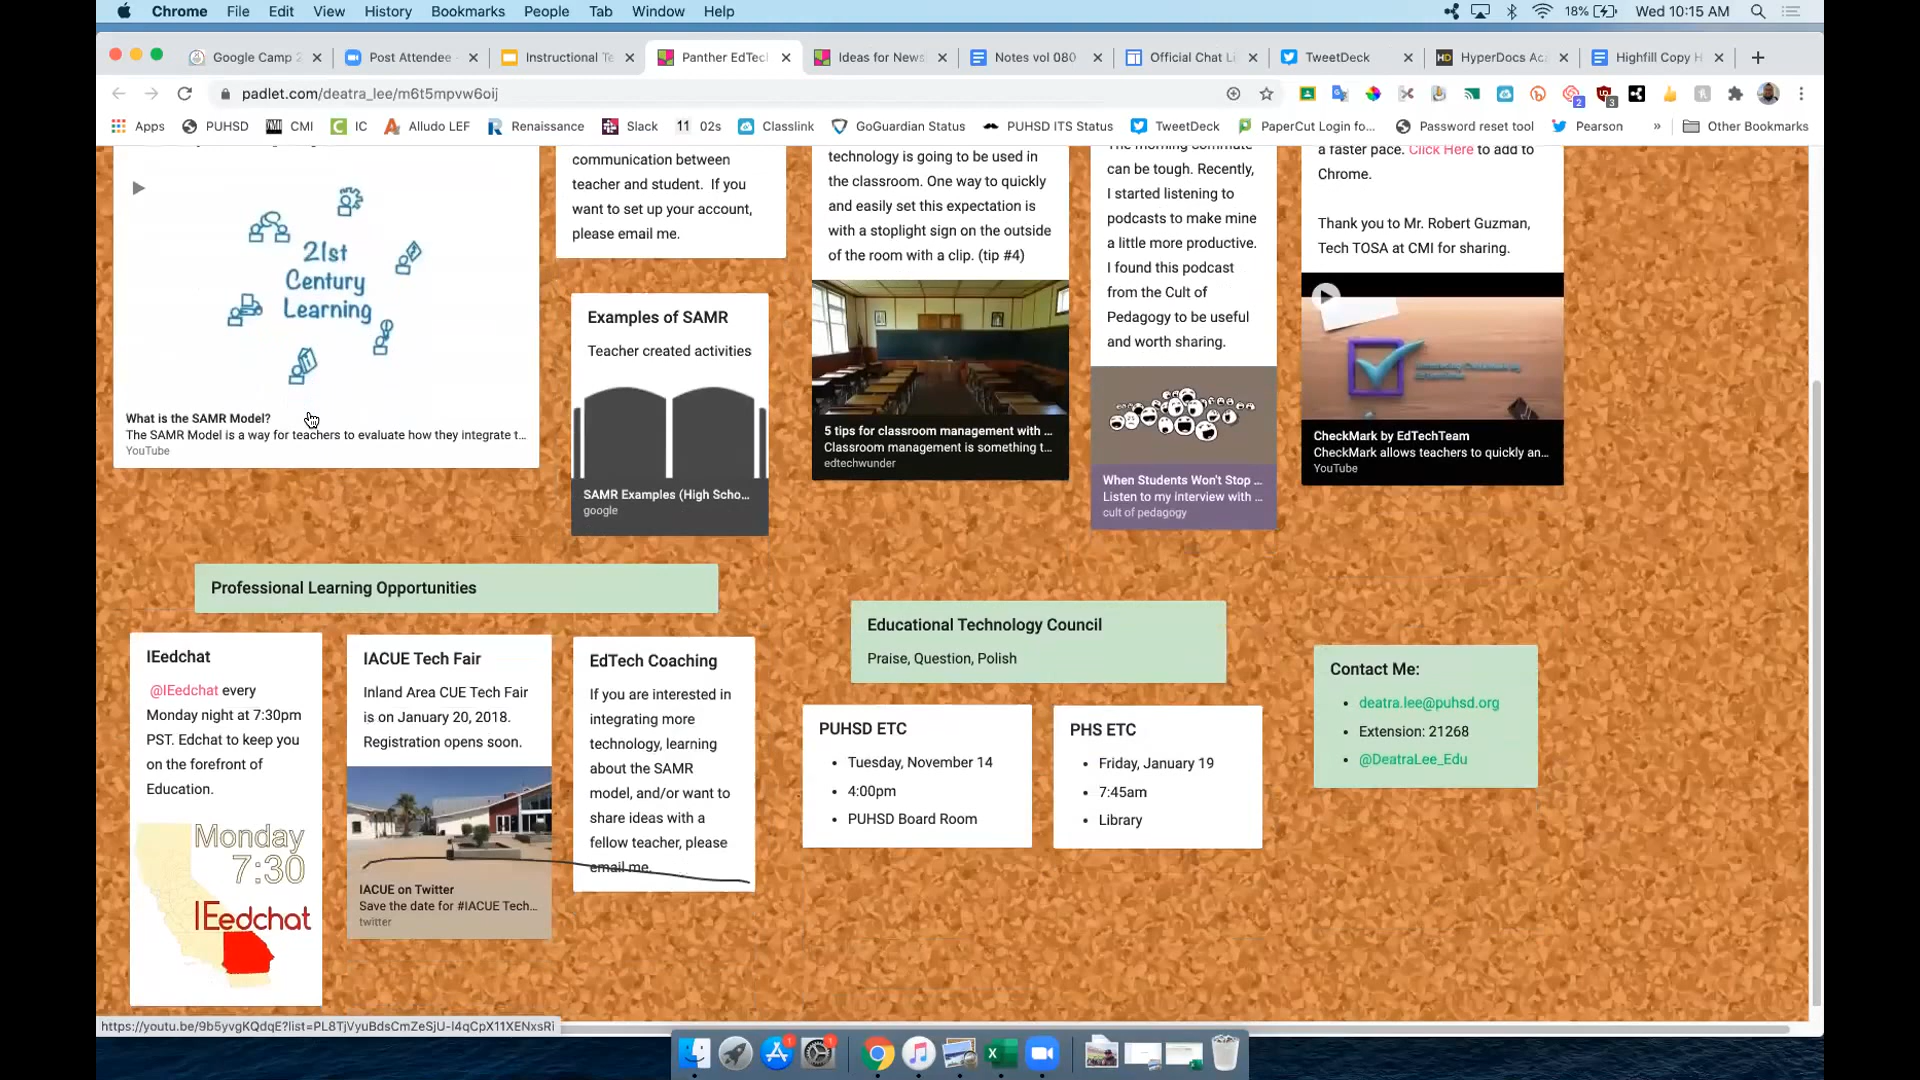 Chrome File Edit View History Bookmarks People Tab Window Help 18% Wed 10:15 AM
Google Camp 2 Post Attendee - Instructional Te Panther EdTec Ideas for News Notes vol 080 Official Chat Li TweetDeck HyperDocs Aca Highfill Copy H
padlet.com/deatra_lee/m6t5mpvw6oij 2 3
Apps PUHSD CMI IC Alludo LEF Renaissance Slack 11 02s Classlink GoGuardian Status PUHSD ITS Status TweetDeck PaperCut Login fo... Password reset tool Pearson » Other Bookmarks
21st
Century
Learning
What is the SAMR Model?
The SAMR Model is a way for teachers to evaluate how they integrate t...
YouTube
communication between
teacher and student. If you
want to set up your account,
please email me.
Examples of SAMR
Teacher created activities
SAMR Examples (High Scho...
google
technology is going to be used in
the classroom. One way to quickly
and easily set this expectation is
with a stoplight sign on the outside
of the room with a clip. (tip #4)
5 tips for classroom management with ...
Classroom management is something t...
edtechwunder
The morning commute
can be tough. Recently,
I started listening to
podcasts to make mine
a little more productive.
I found this podcast
from the Cult of
Pedagogy to be useful
and worth sharing.
When Students Won't Stop ...
Listen to my interview with ...
cult of pedagogy
a faster pace. Click Here to add to
Chrome.
Thank you to Mr. Robert Guzman,
Tech TOSA at CMI for sharing.
CheckMark by EdTechTeam
CheckMark allows teachers to quickly an...
YouTube
Professional Learning Opportunities
IEedchat
@IEedchat every
Monday night at 7:30pm
PST. Edchat to keep you
on the forefront of
Education.
Monday
7:30
IEedchat
IACUE Tech Fair
Inland Area CUE Tech Fair
is on January 20, 2018.
Registration opens soon.
IACUE on Twitter
Save the date for #IACUE Tech...
twitter
EdTech Coaching
If you are interested in
integrating more
technology, learning
about the SAMR
model, and/or want to
share ideas with a
fellow teacher, please
email me.
Educational Technology Council
Praise, Question, Polish
PUHSD ETC
• Tuesday, November 14
• 4:00pm
• PUHSD Board Room
PHS ETC
• Friday, January 19
• 7:45am
• Library
Contact Me:
• deatra.lee@puhsd.org
• Extension: 21268
• @DeatraLee_Edu
https://youtu.be/9b5yvgKQdqE?list=PL8TjVyuBdsCmZeSjU-l4qCpX11XENxsRi